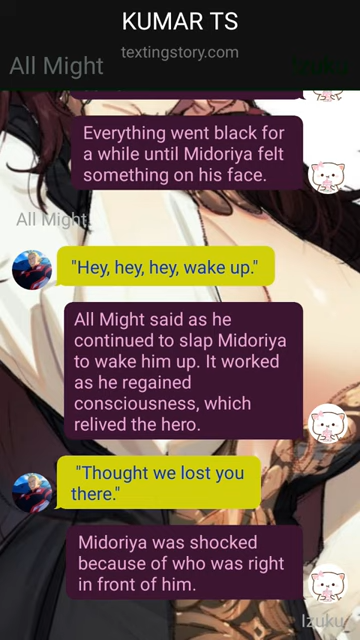 KUMAR TS
textingstory.com
All Might
Everything went black for
a while until Midoriya felt
something on his face.
All Might
"Hey, hey, hey, wake up."
All Might said as he
continued to slap Midoriya
to wake him up. It worked
as he regained
consciousness, which
relived the hero.
"Thought we lost you
there."
Midoriya was shocked
because of who was right
in front of him.
Izuku